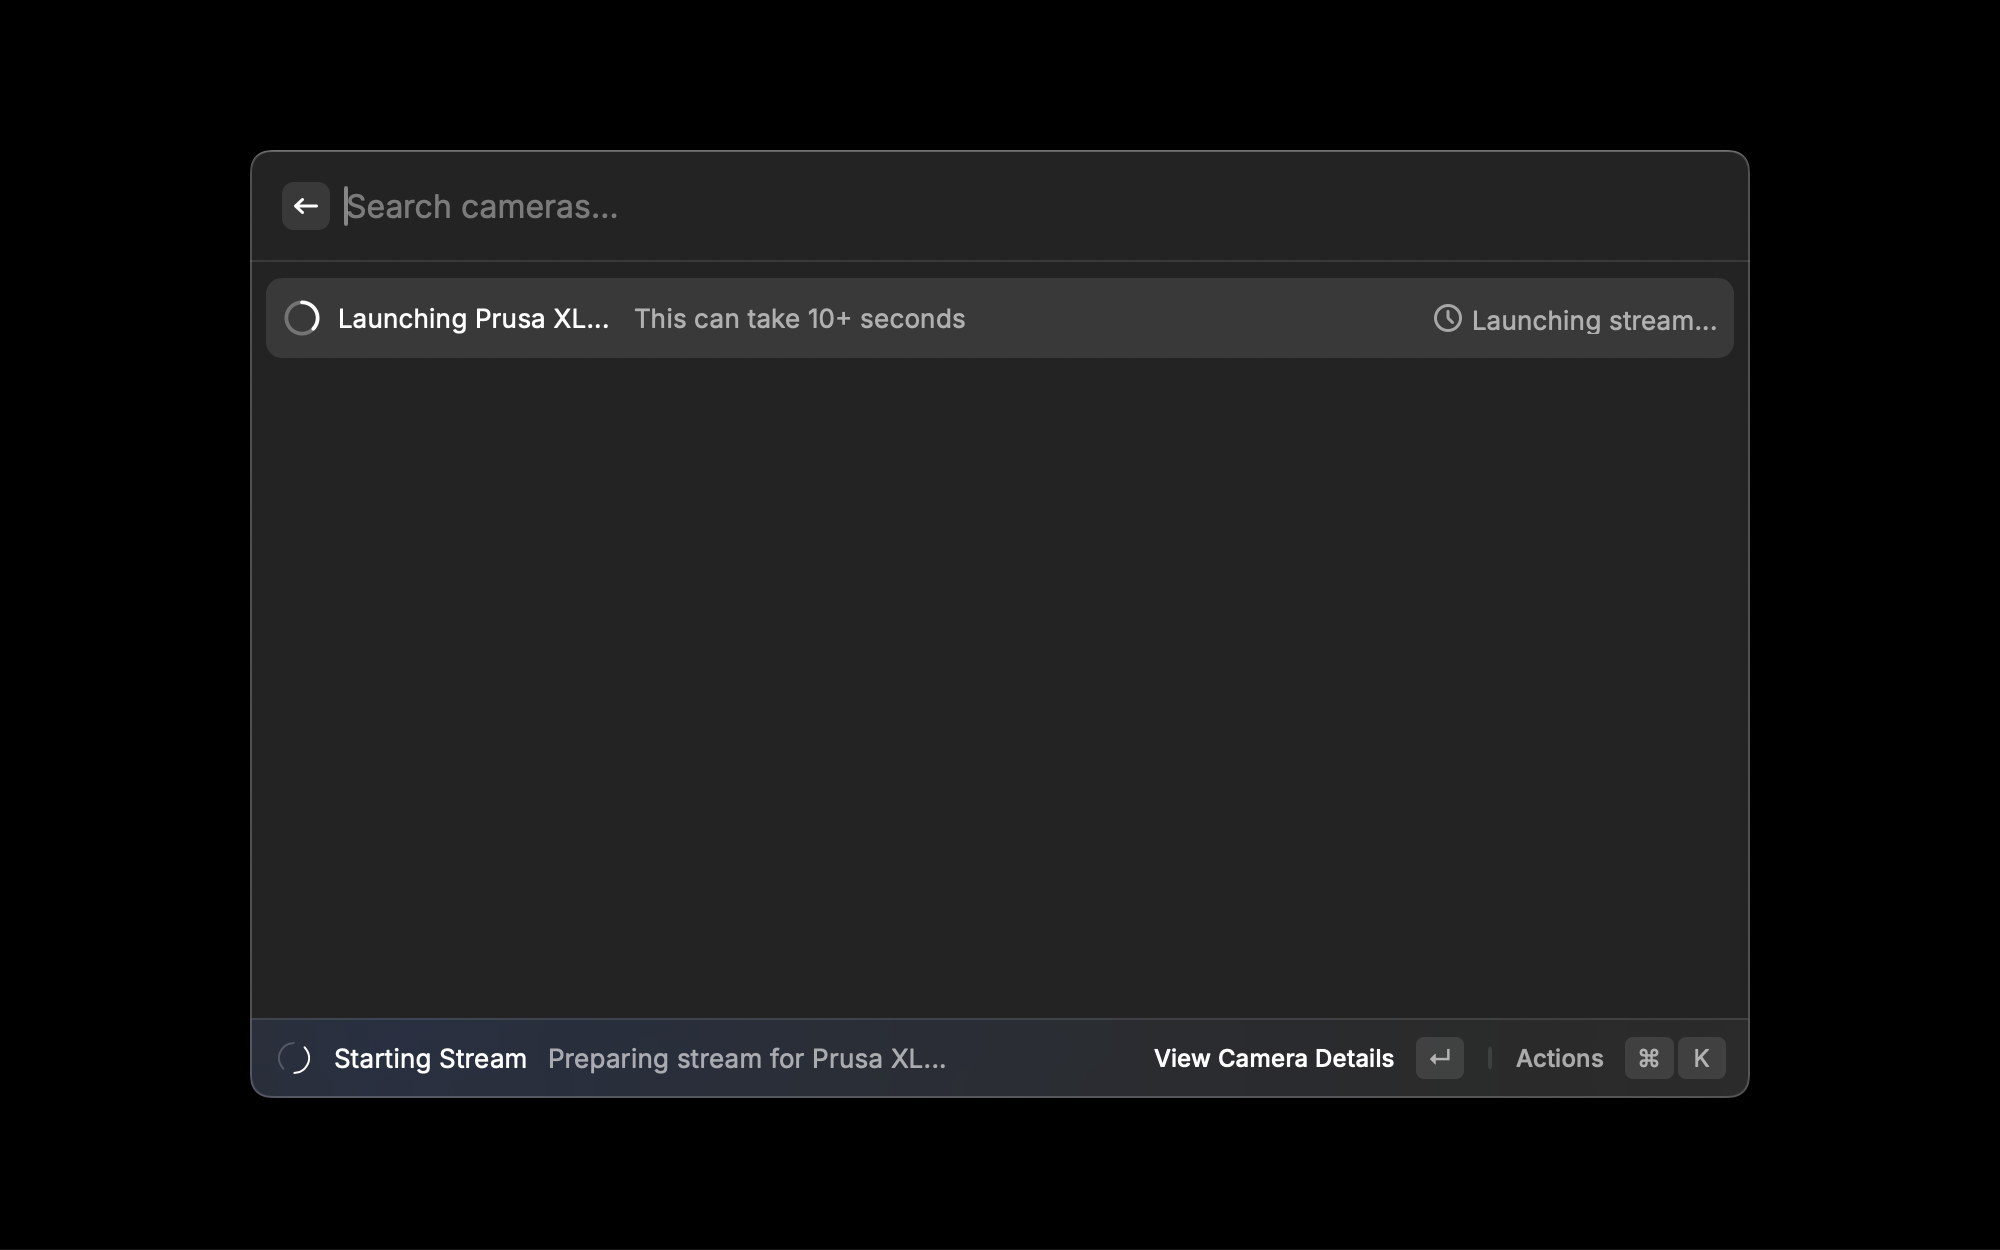 Search cameras...
Launching Prusa XL... This can take 10+ seconds Launching stream...
Starting Stream Preparing stream for Prusa XL... View Camera Details ↵ Actions ⌘ K